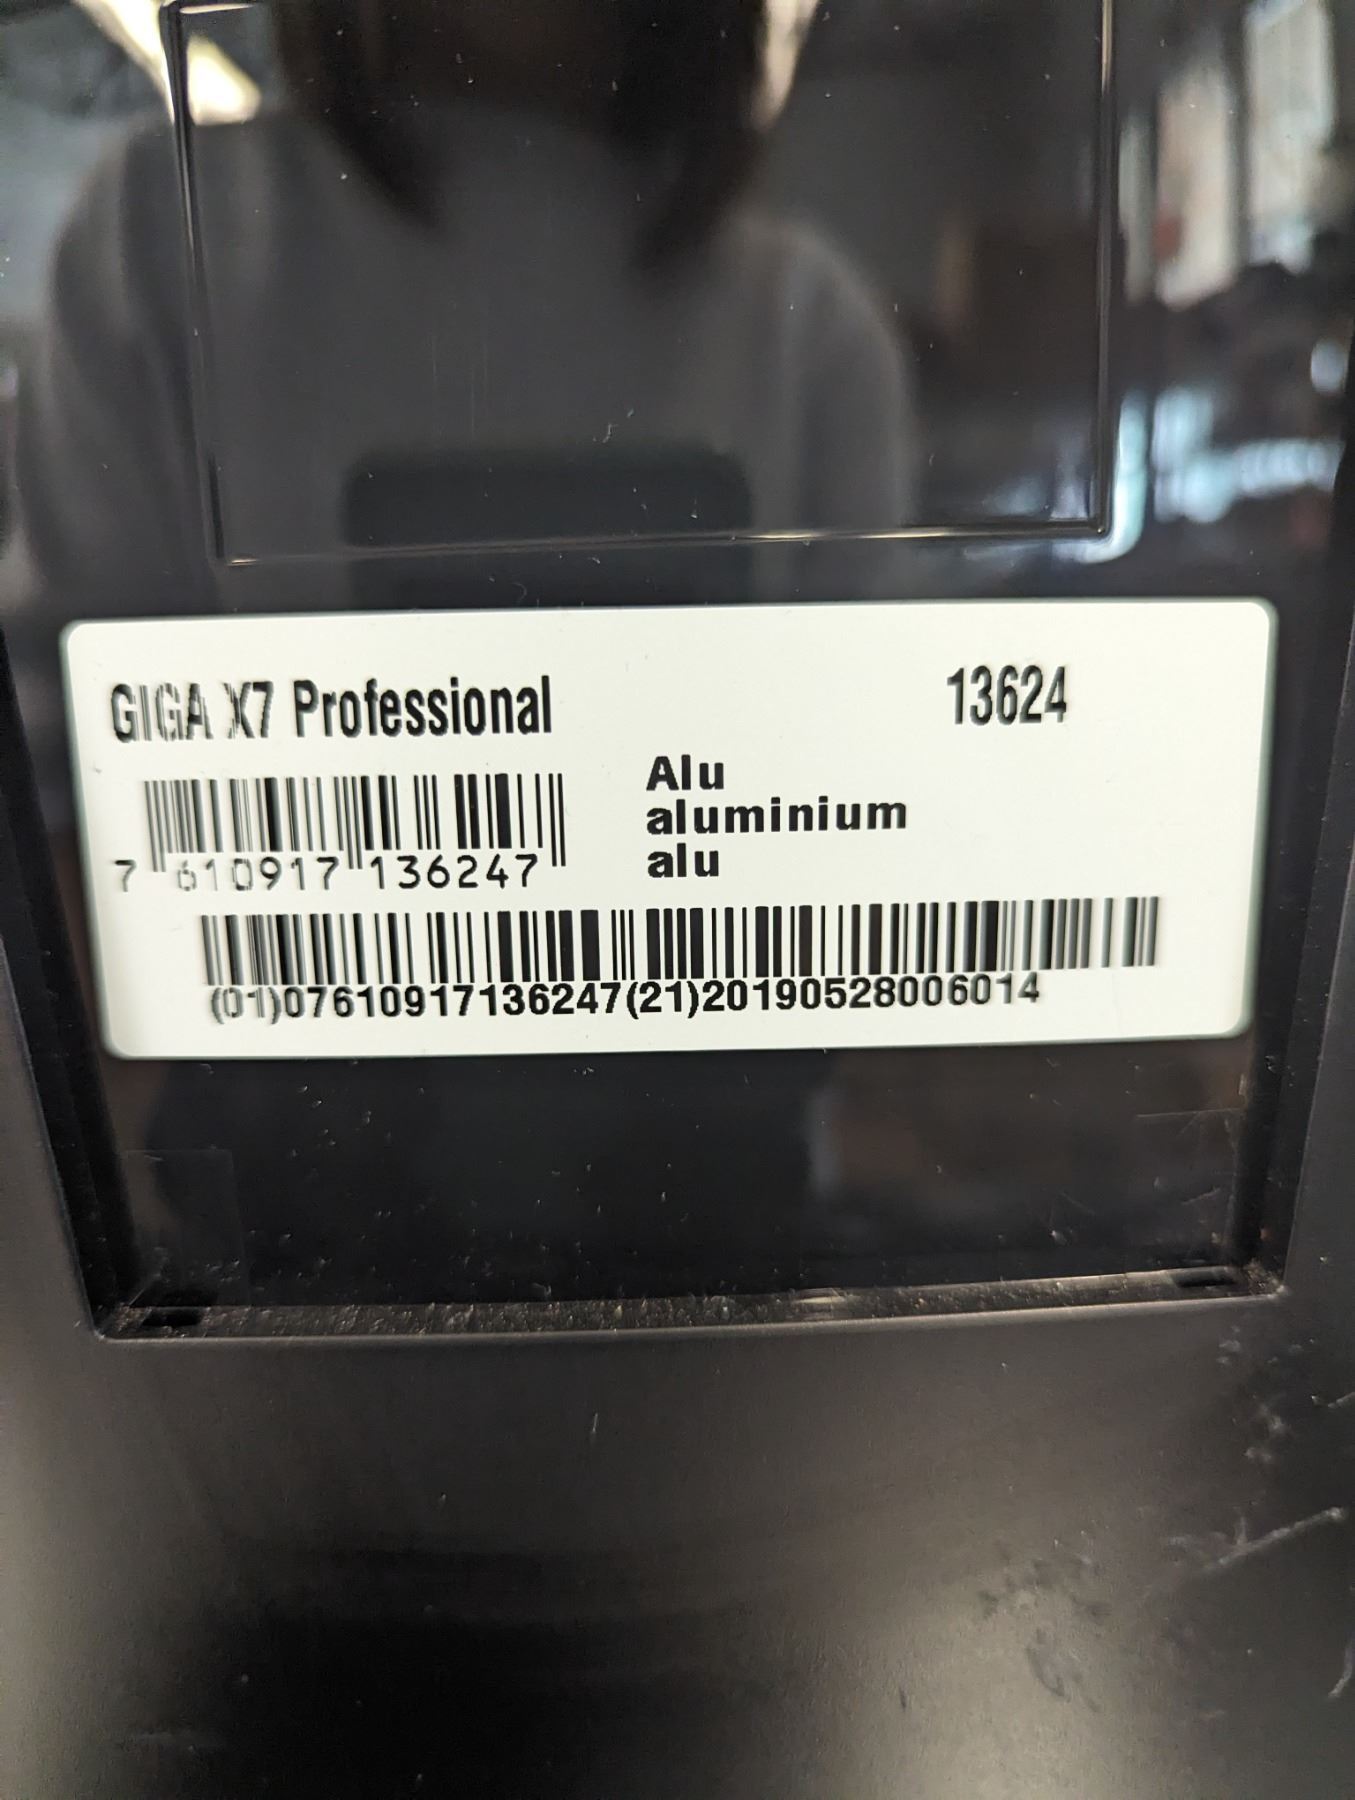 GIGA X7 Professional 13624
Alu
aluminium
alu
7 610917 136247
(01)07610917136247(21)20190528006014